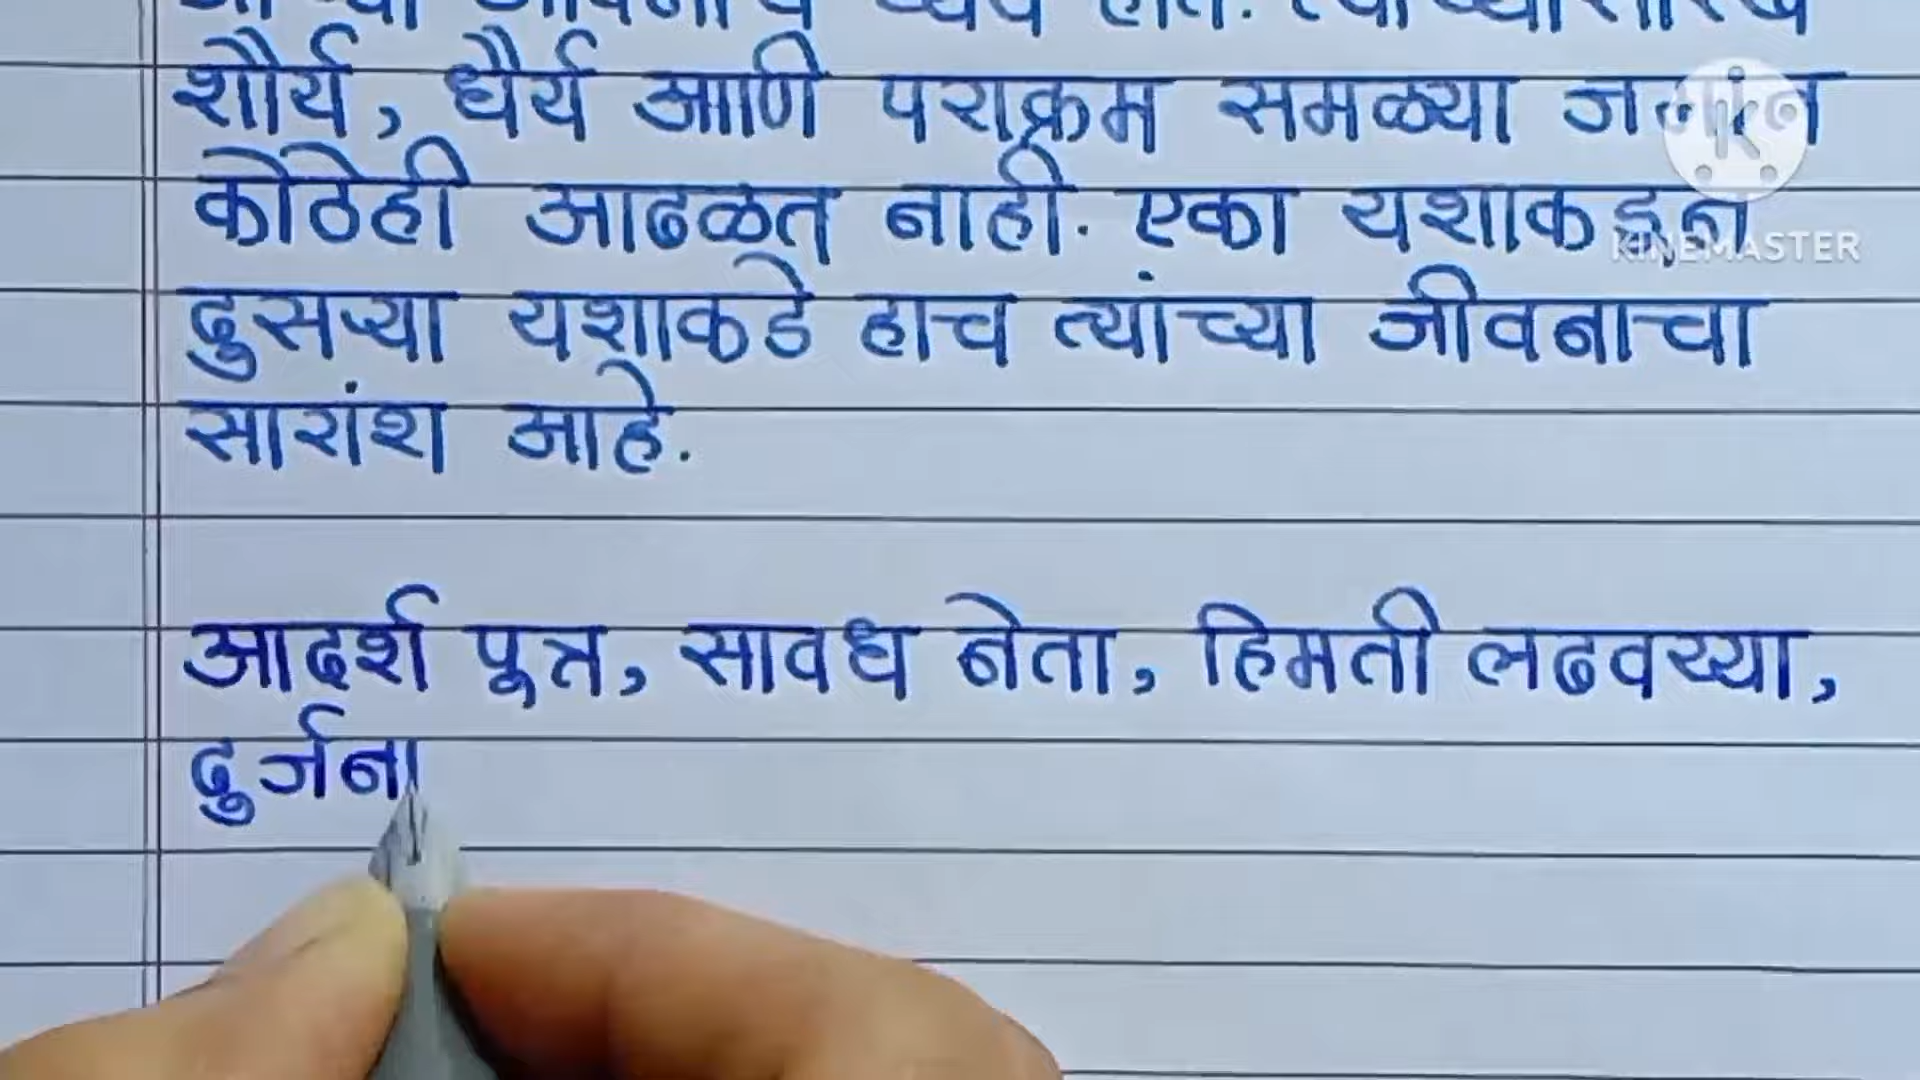 शौर्य, धैर्य आणि पराक्रम समळ्या
कोठेही आढळत नाही. एका यशाकडून
दुसऱ्या यशाकडे हाच त्यांच्या जीवनाचा
सारांश आहे.
आदर्श पुत्र, सावध नेता, हिमती लढवय्या,
दुर्जना
KINEMASTER